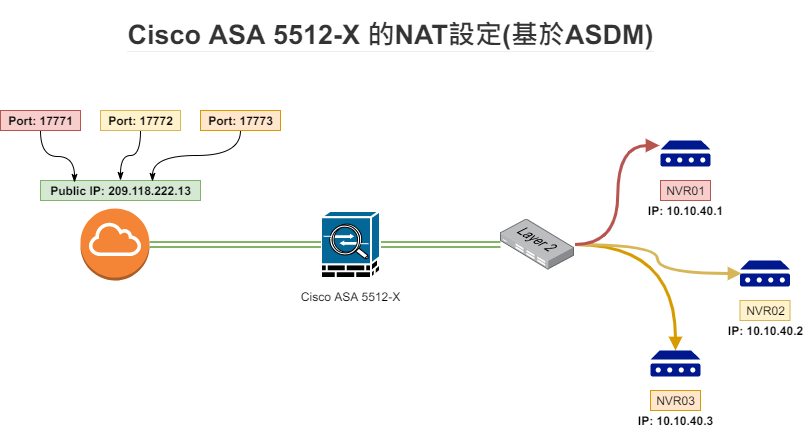 Cisco ASA 5512-X 的NAT設定(基於ASDM)
Port: 17771
Port: 17772
Port: 17773
Public IP: 209.118.222.13
Cisco ASA 5512-X
Layer 2
NVR01
IP: 10.10.40.1
NVR02
IP: 10.10.40.2
NVR03
IP: 10.10.40.3